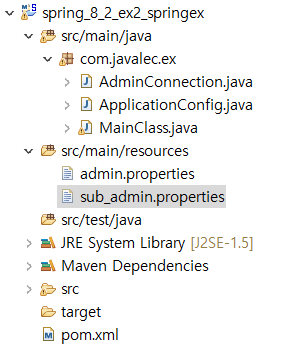 spring_8_2_ex2_springex
src/main/java
com.javalec.ex
AdminConnection.java
ApplicationConfig.java
MainClass.java
src/main/resources
admin.properties
sub_admin.properties
src/test/java
JRE System Library [J2SE-1.5]
Maven Dependencies
src
target
pom.xml